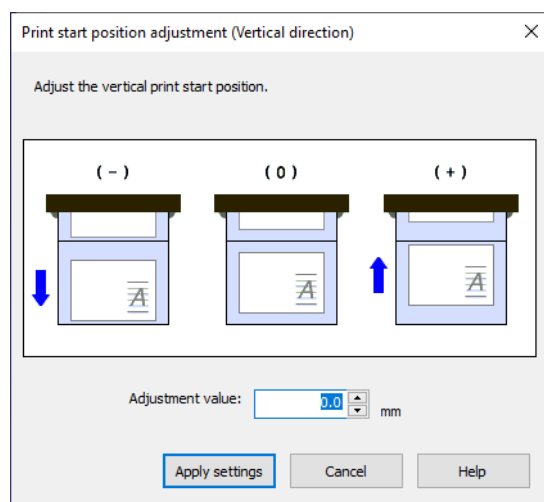 Print start position adjustment (Vertical direction)
Adjust the vertical print start position.
( - ) ( 0 ) ( + )
A A A
Adjustment value: 0.0 mm
Apply settings Cancel Help